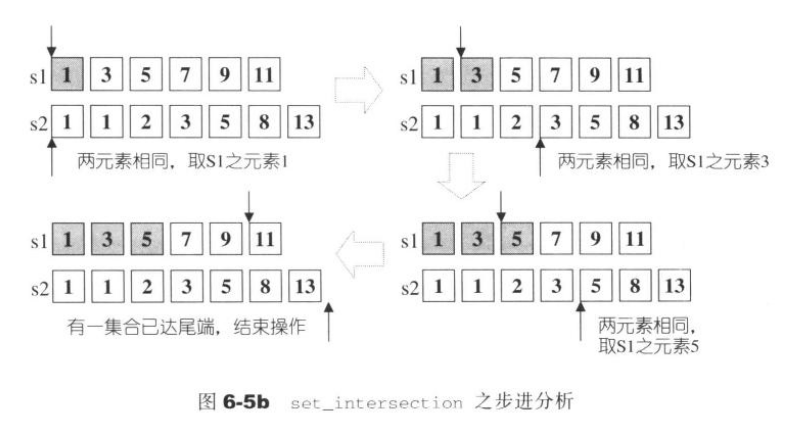 s1 1 3 5 7 9 11
s2 1 1 2 3 5 8 13
两元素相同，取S1之元素1
s1 1 3 5 7 9 11
s2 1 1 2 3 5 8 13
两元素相同，取S1之元素3
s1 1 3 5 7 9 11
s2 1 1 2 3 5 8 13
两元素相同，
取S1之元素5
s1 1 3 5 7 9 11
s2 1 1 2 3 5 8 13
有一集合已达尾端，结束操作
图 6-5b set_intersection 之步进分析